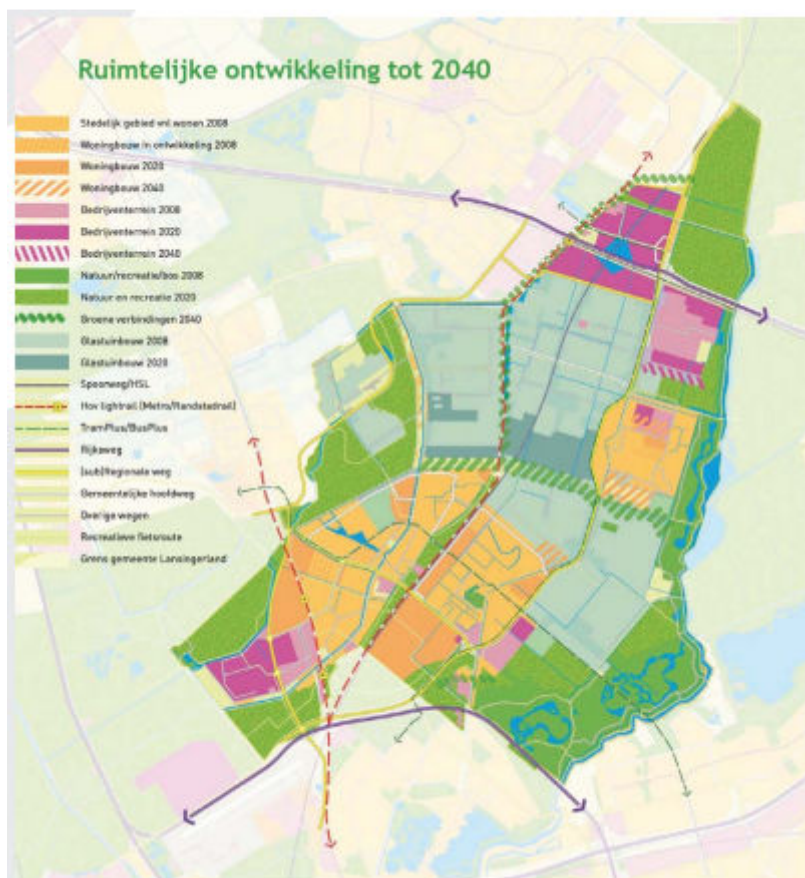 Ruimtelijke ontwikkeling tot 2040
Stedelijk gebied vnl wonen 2008
Woningbouw in ontwikkeling 2008
Woningbouw 2020
Woningbouw 2040
Bedrijventerrein 2008
Bedrijventerrein 2020
Bedrijventerrein 2040
Natuur/recreatie/bos 2008
Natuur en recreatie 2020
Groene verbindingen 2040
Glastuinbouw 2008
Glastuinbouw 2020
Spoorweg/HSL
Hov lightrail (Metro/Randstadrail)
TramPlus/BusPlus
Rijksweg
(sub)Regionale weg
Gemeentelijke hoofdweg
Overige wegen
Recreatieve fietsroute
Grens gemeente Lansingerland